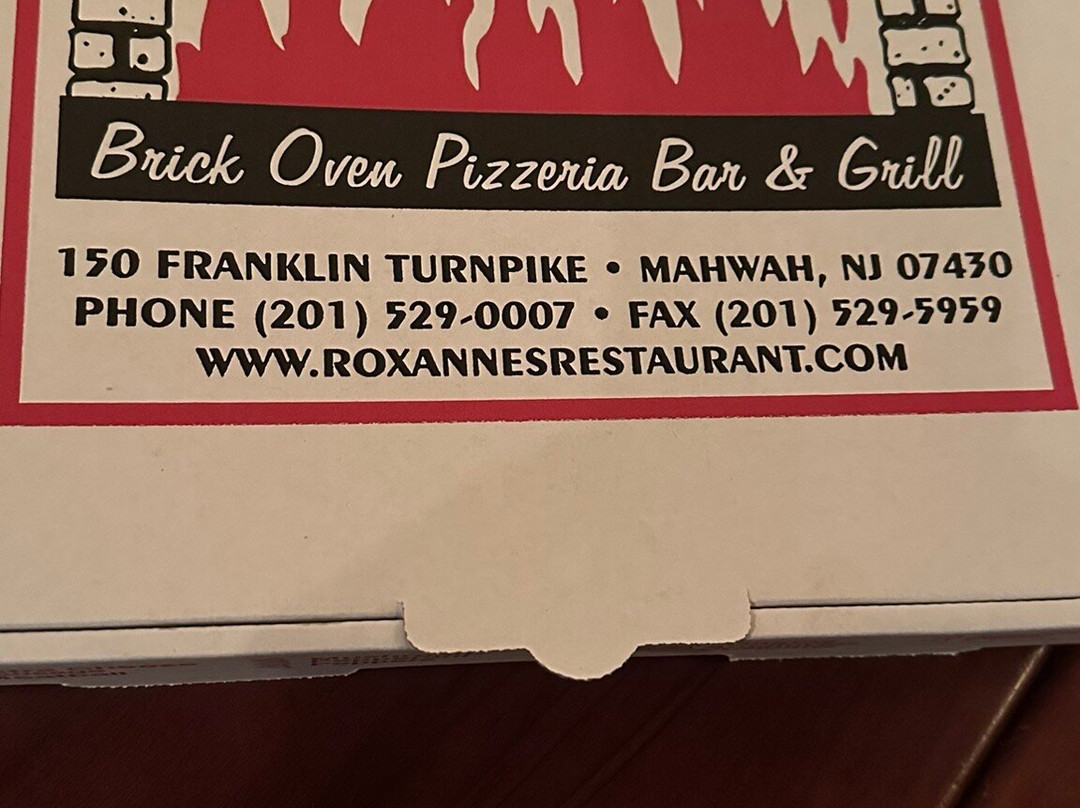 Brick Oven Pizzeria Bar & Grill
150 FRANKLIN TURNPIKE • MAHWAH, NJ 07430
PHONE (201) 529-0007 • FAX (201) 529-5959
WWW.ROXANNESRESTAURANT.COM